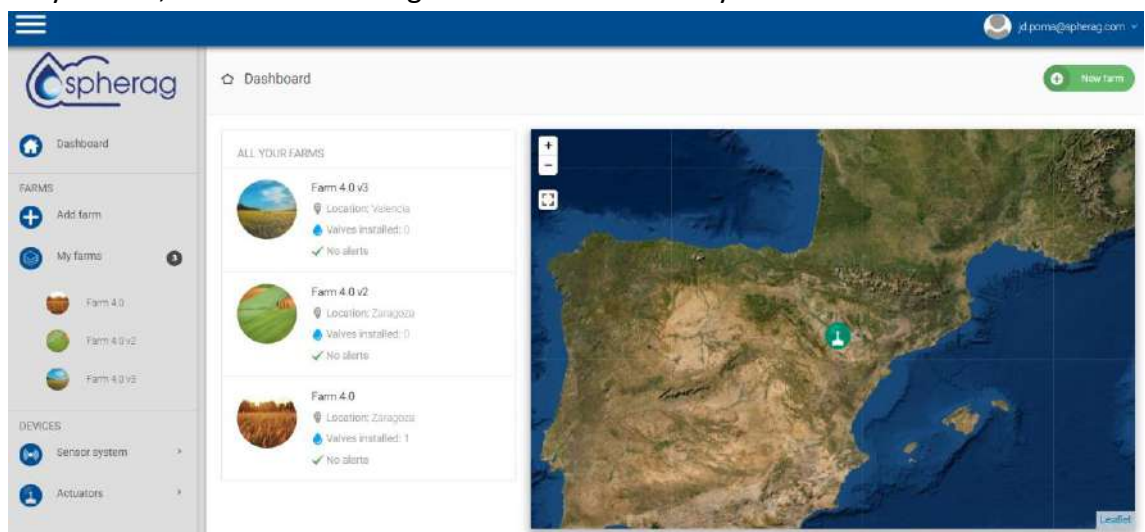 jd.poma@spherag.com
spherag
Dashboard
New farm
Dashboard
FARMS
Add farm
My farms 3
Farm 4.0
Farm 4.0 v2
Farm 4.0 v3
DEVICES
Sensor system
Actuators
ALL YOUR FARMS
Farm 4.0 v3
Location: Valencia
Valves installed: 0
No alerts
Farm 4.0 v2
Location: Zaragoza
Valves installed: 0
No alerts
Farm 4.0
Location: Zaragoza
Valves installed: 1
No alerts
+
-
Leaflet